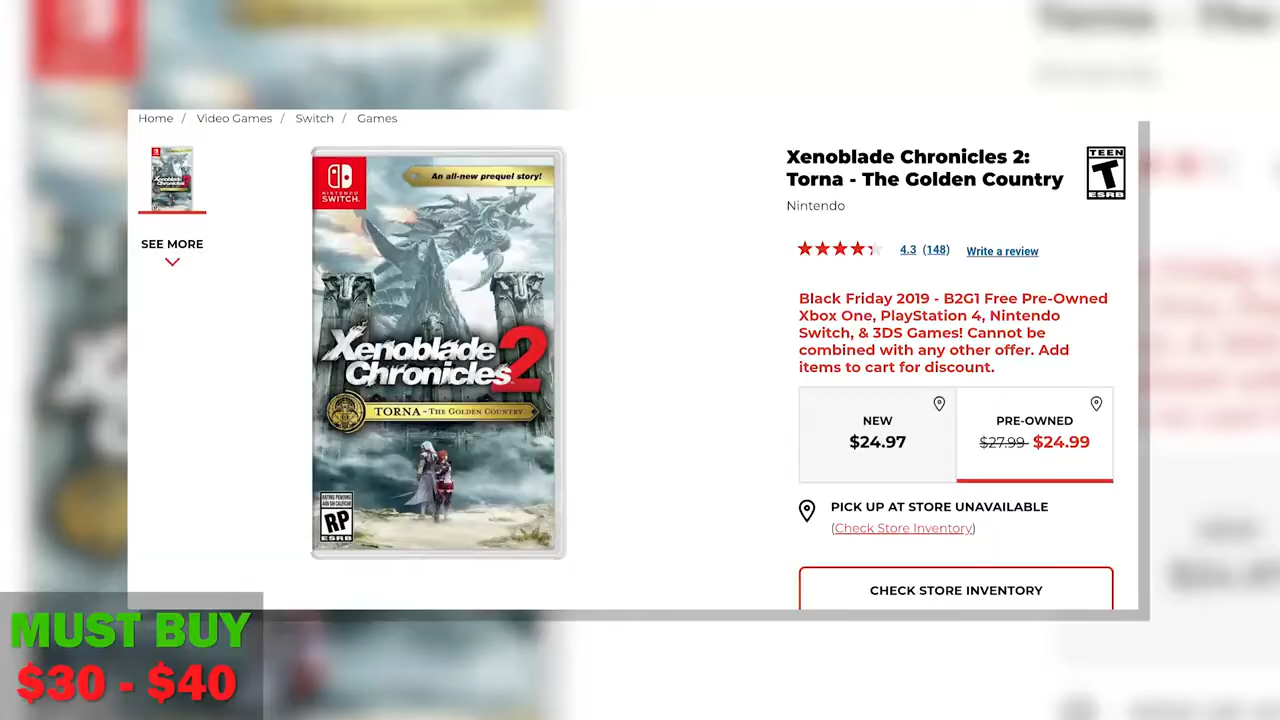 Home / Video Games / Switch / Games
SEE MORE
NINTENDO
SWITCH
An all-new prequel story!
Xenoblade
Chronicles 2
TORNA ~ THE GOLDEN COUNTRY
RATING PENDING
RP
ESRB
Xenoblade Chronicles 2:
Torna - The Golden Country
Nintendo
TEEN
T
ESRB
4.3 (148) Write a review
Black Friday 2019 - B2G1 Free Pre-Owned
Xbox One, PlayStation 4, Nintendo
Switch, & 3DS Games! Cannot be
combined with any other offer. Add
items to cart for discount.
NEW
$24.97
PRE-OWNED
$27.99 $24.99
PICK UP AT STORE UNAVAILABLE
(Check Store Inventory)
CHECK STORE INVENTORY
MUST BUY
$30 - $40